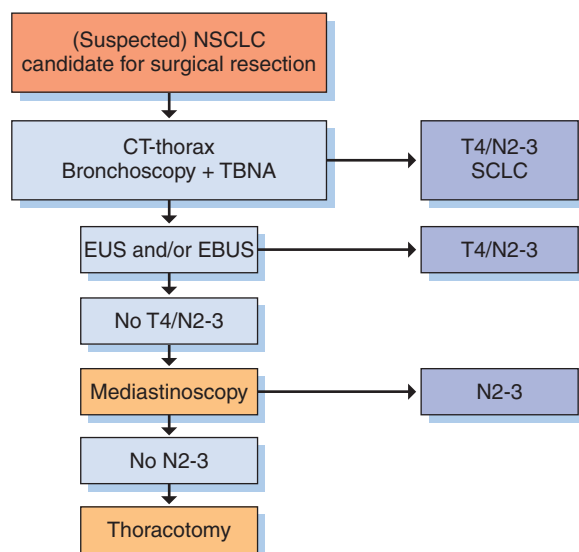 (Suspected) NSCLC
candidate for surgical resection
CT-thorax
Bronchoscopy + TBNA
T4/N2-3
SCLC
EUS and/or EBUS
T4/N2-3
No T4/N2-3
Mediastinoscopy
N2-3
No N2-3
Thoracotomy